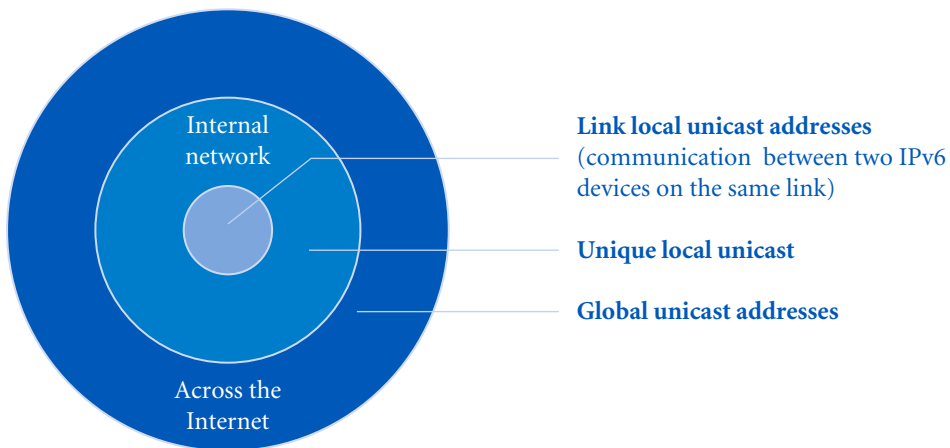 Internal
network
Across the
Internet
Link local unicast addresses
(communication between two IPv6
devices on the same link)
Unique local unicast
Global unicast addresses